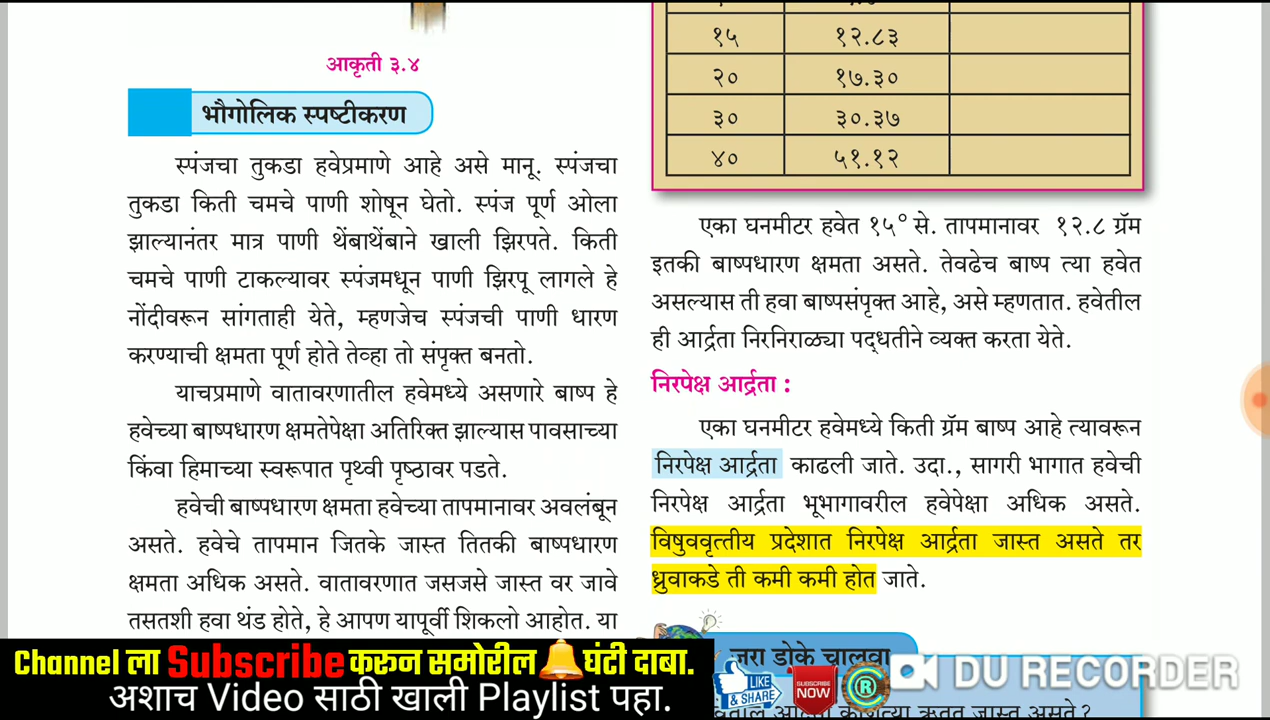 आकृती ३.४
भौगोलिक स्पष्टीकरण
स्पंजचा तुकडा हवेप्रमाणे आहे असे मानू. स्पंजचा
तुकडा किती चमचे पाणी शोषून घेतो. स्पंज पूर्ण ओला
झाल्यानंतर मात्र पाणी थेंबाथेंबाने खाली झिरपते. किती
चमचे पाणी टाकल्यावर स्पंजमधून पाणी झिरपू लागले हे
नोंदीवरून सांगताही येते, म्हणजेच स्पंजची पाणी धारण
करण्याची क्षमता पूर्ण होते तेव्हा तो संपृक्त बनतो.
याचप्रमाणे वातावरणातील हवेमध्ये असणारे बाष्प हे
हवेच्या बाष्पधारण क्षमतेपेक्षा अतिरिक्त झाल्यास पावसाच्या
किंवा हिमाच्या स्वरूपात पृथ्वी पृष्ठावर पडते.
हवेची बाष्पधारण क्षमता हवेच्या तापमानावर अवलंबून
असते. हवेचे तापमान जितके जास्त तितकी बाष्पधारण
क्षमता अधिक असते. वातावरणात जसजसे जास्त वर जावे
तसतशी हवा थंड होते, हे आपण यापूर्वी शिकलो आहोत. या
१५ १२.८३
२० १७.३०
३० ३०.३७
४० ५१.१२
एका घनमीटर हवेत १५° से. तापमानावर १२.८ ग्रॅम
इतकी बाष्पधारण क्षमता असते. तेवढेच बाष्प त्या हवेत
असल्यास ती हवा बाष्पसंपृक्त आहे, असे म्हणतात. हवेतील
ही आर्द्रता निरनिराळ्या पद्धतीने व्यक्त करता येते.
निरपेक्ष आर्द्रता :
एका घनमीटर हवेमध्ये किती ग्रॅम बाष्प आहे त्यावरून
निरपेक्ष आर्द्रता काढली जाते. उदा., सागरी भागात हवेची
निरपेक्ष आर्द्रता भूभागावरील हवेपेक्षा अधिक असते.
विषुववृत्तीय प्रदेशात निरपेक्ष आर्द्रता जास्त असते तर
ध्रुवाकडे ती कमी कमी होत जाते.
जरा डोके चालवा
आर्द्रता कोणत्या ऋतूत जास्त असते?
Channel ला Subscribe करून समोरील घंटी दाबा.
अशाच Video साठी खाली Playlist पहा.
LIKE
& SHARE
SUBSCRIBE
NOW
R
DU RECORDER